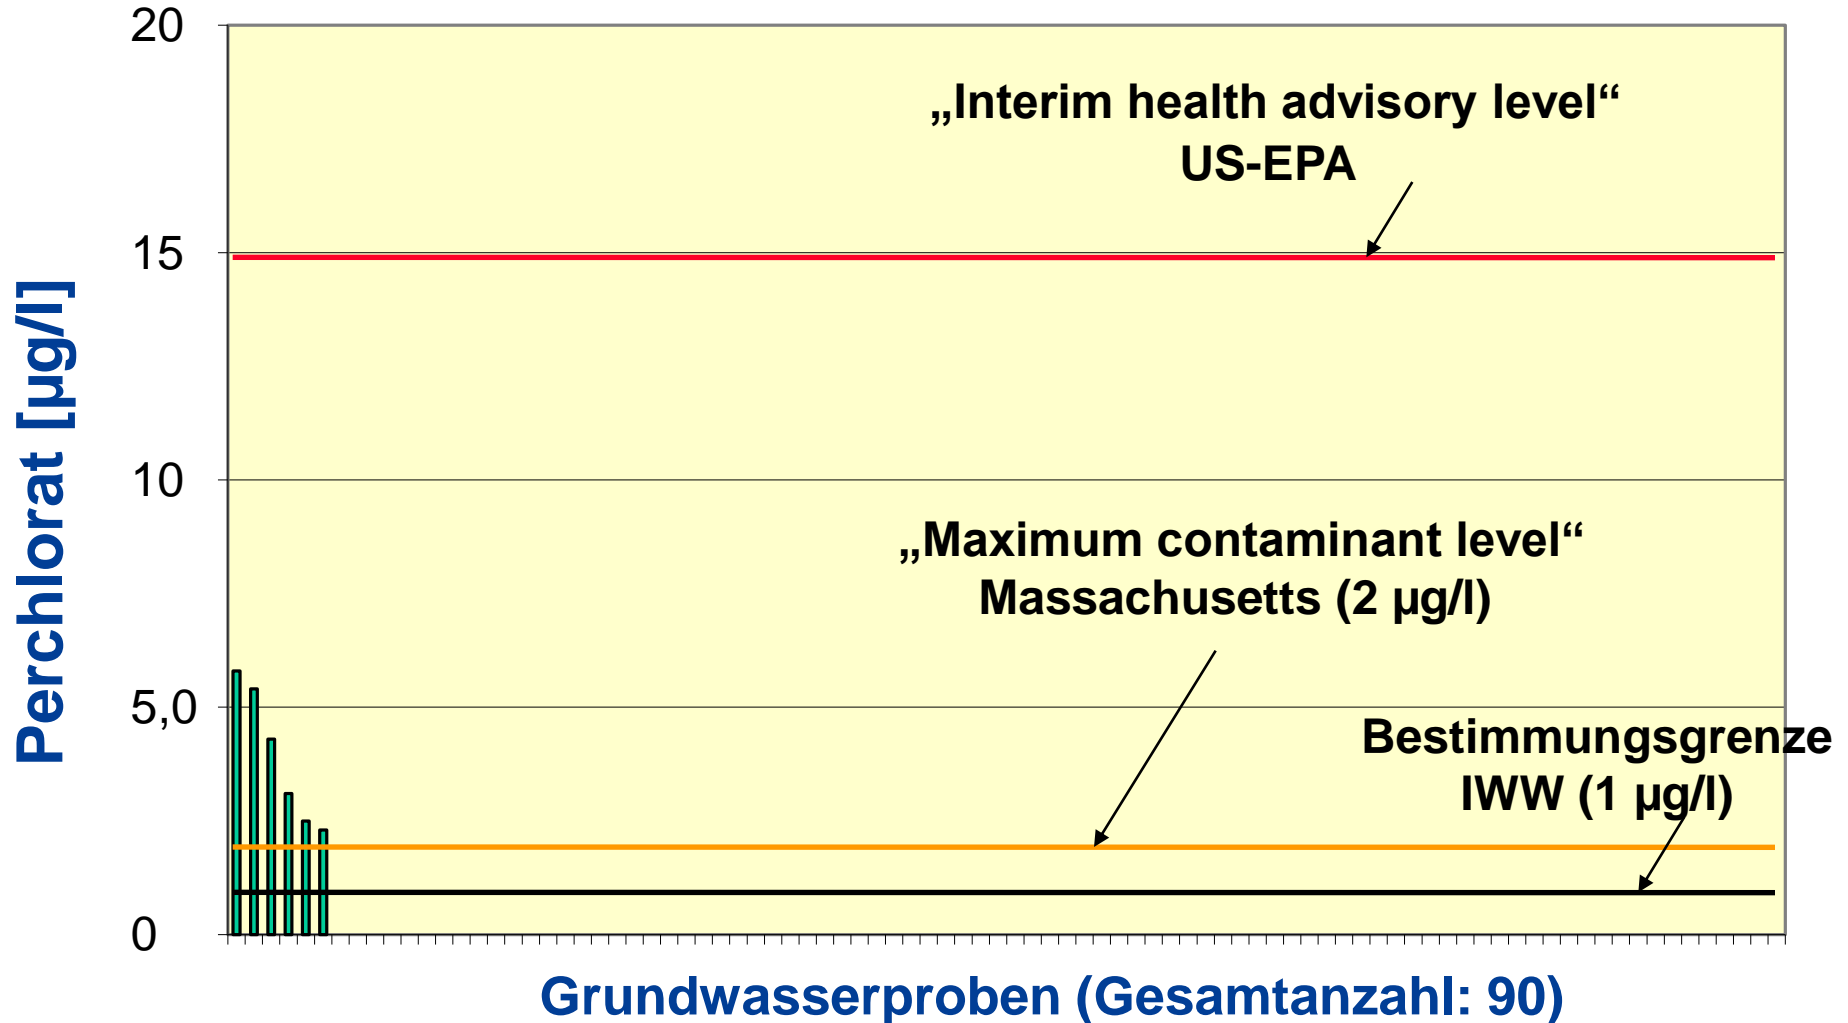 20
„Interim health advisory level“
US-EPA
15
10
„Maximum contaminant level“
Massachusetts (2 µg/l)
5,0
Bestimmungsgrenze
IWW (1 µg/l)
0
Perchlorat [µg/l]
Grundwasserproben (Gesamtanzahl: 90)